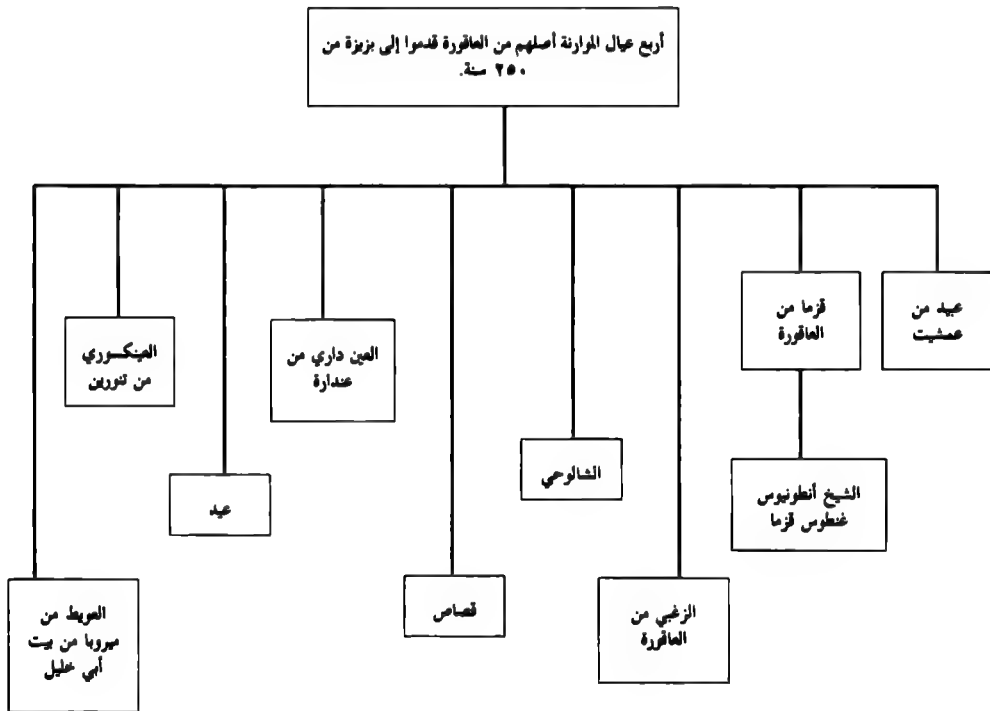 أربع عيال الموارنة أصلهم من العاقورة قدموا إلى بزيزة من
٢٥٠ سنة.
عبيد من
عمشيت
قزما من
العاقورة
العين داري من
عندارة
العينكسوري
من تنورين
الشالوحي
الشيخ أنطونيوس
غنطوس قزما
عيد
قصاص
الزغبي من
العاقورة
العويط من
ميروبا من بيت
أبي خليل